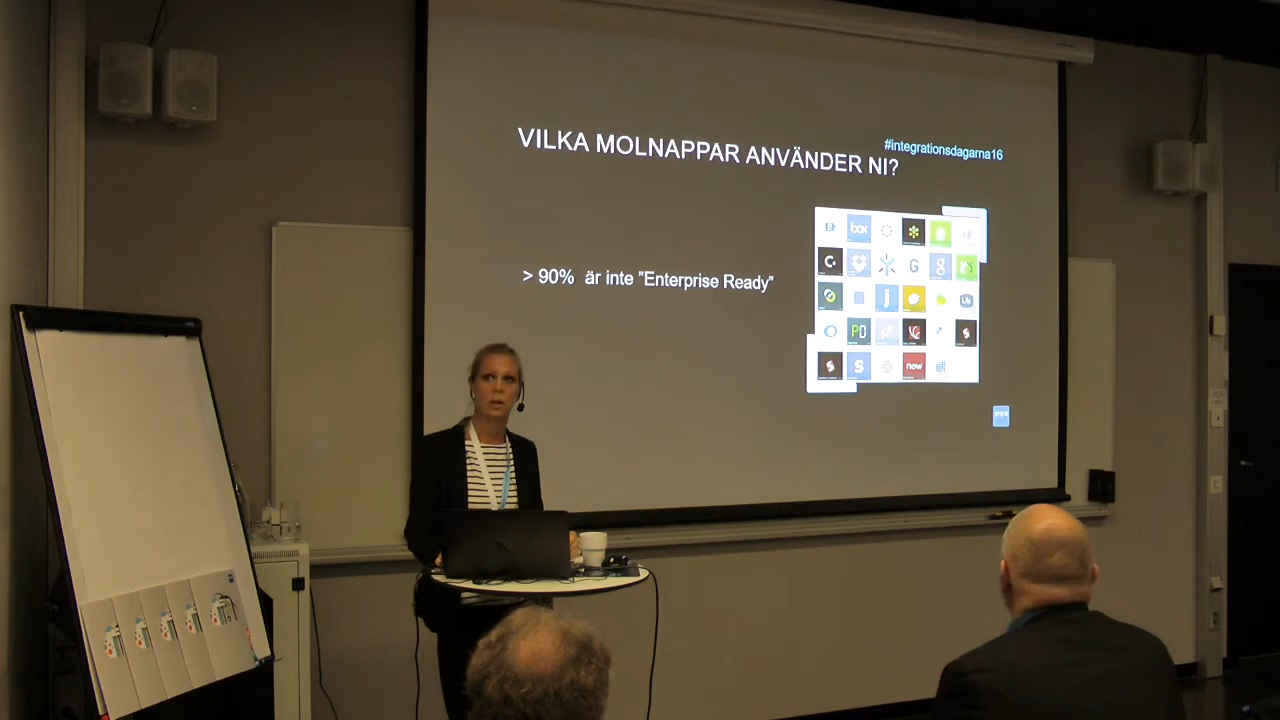 VILKA MOLNAPPAR ANVÄNDER NI?
#integrationsdagarna16
> 90% är inte "Enterprise Ready"
box
G
g
j
PD
S
now